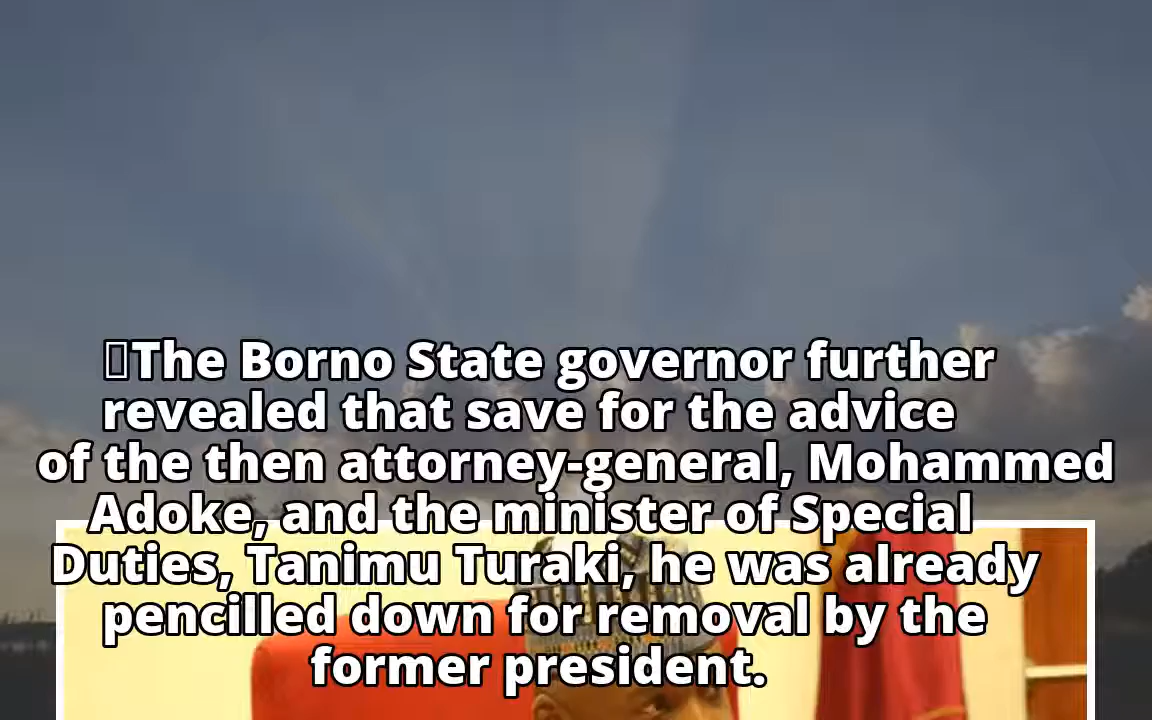 The Borno State governor further
revealed that save for the advice
of the then attorney-general, Mohammed
Adoke, and the minister of Special
Duties, Tanimu Turaki, he was already
pencilled down for removal by the
former president.